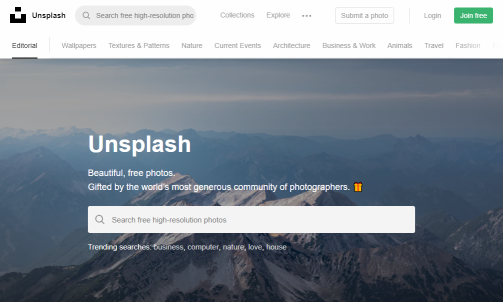 Unsplash Search free high-resolution pho Collections Explore Submit a photo Login Join free
Editorial Wallpapers Textures & Patterns Nature Current Events Architecture Business & Work Animals Travel Fashion
Unsplash
Beautiful, free photos.
Gifted by the world's most generous community of photographers.
Search free high-resolution photos
Trending searches: business, computer, nature, love, house